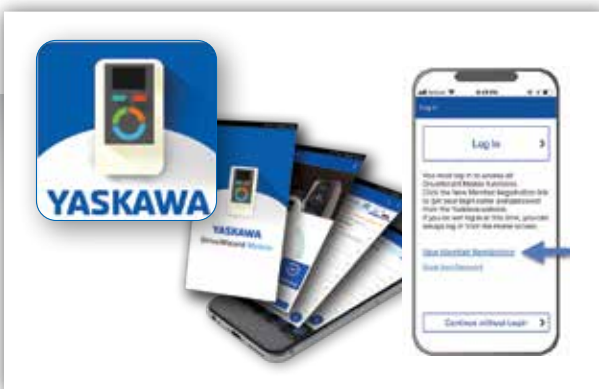 YASKAWA
YASKAWA
DriveWizard Mobile
Log In
Log In
You must log in to access all
DriveWizard Mobile functions.
Click the New Member Registration link
to get your login name and password
from the Yaskawa website.
If you do not log in at this time, you can
always log in from the Home screen.
New Member Registration
Continue without Login